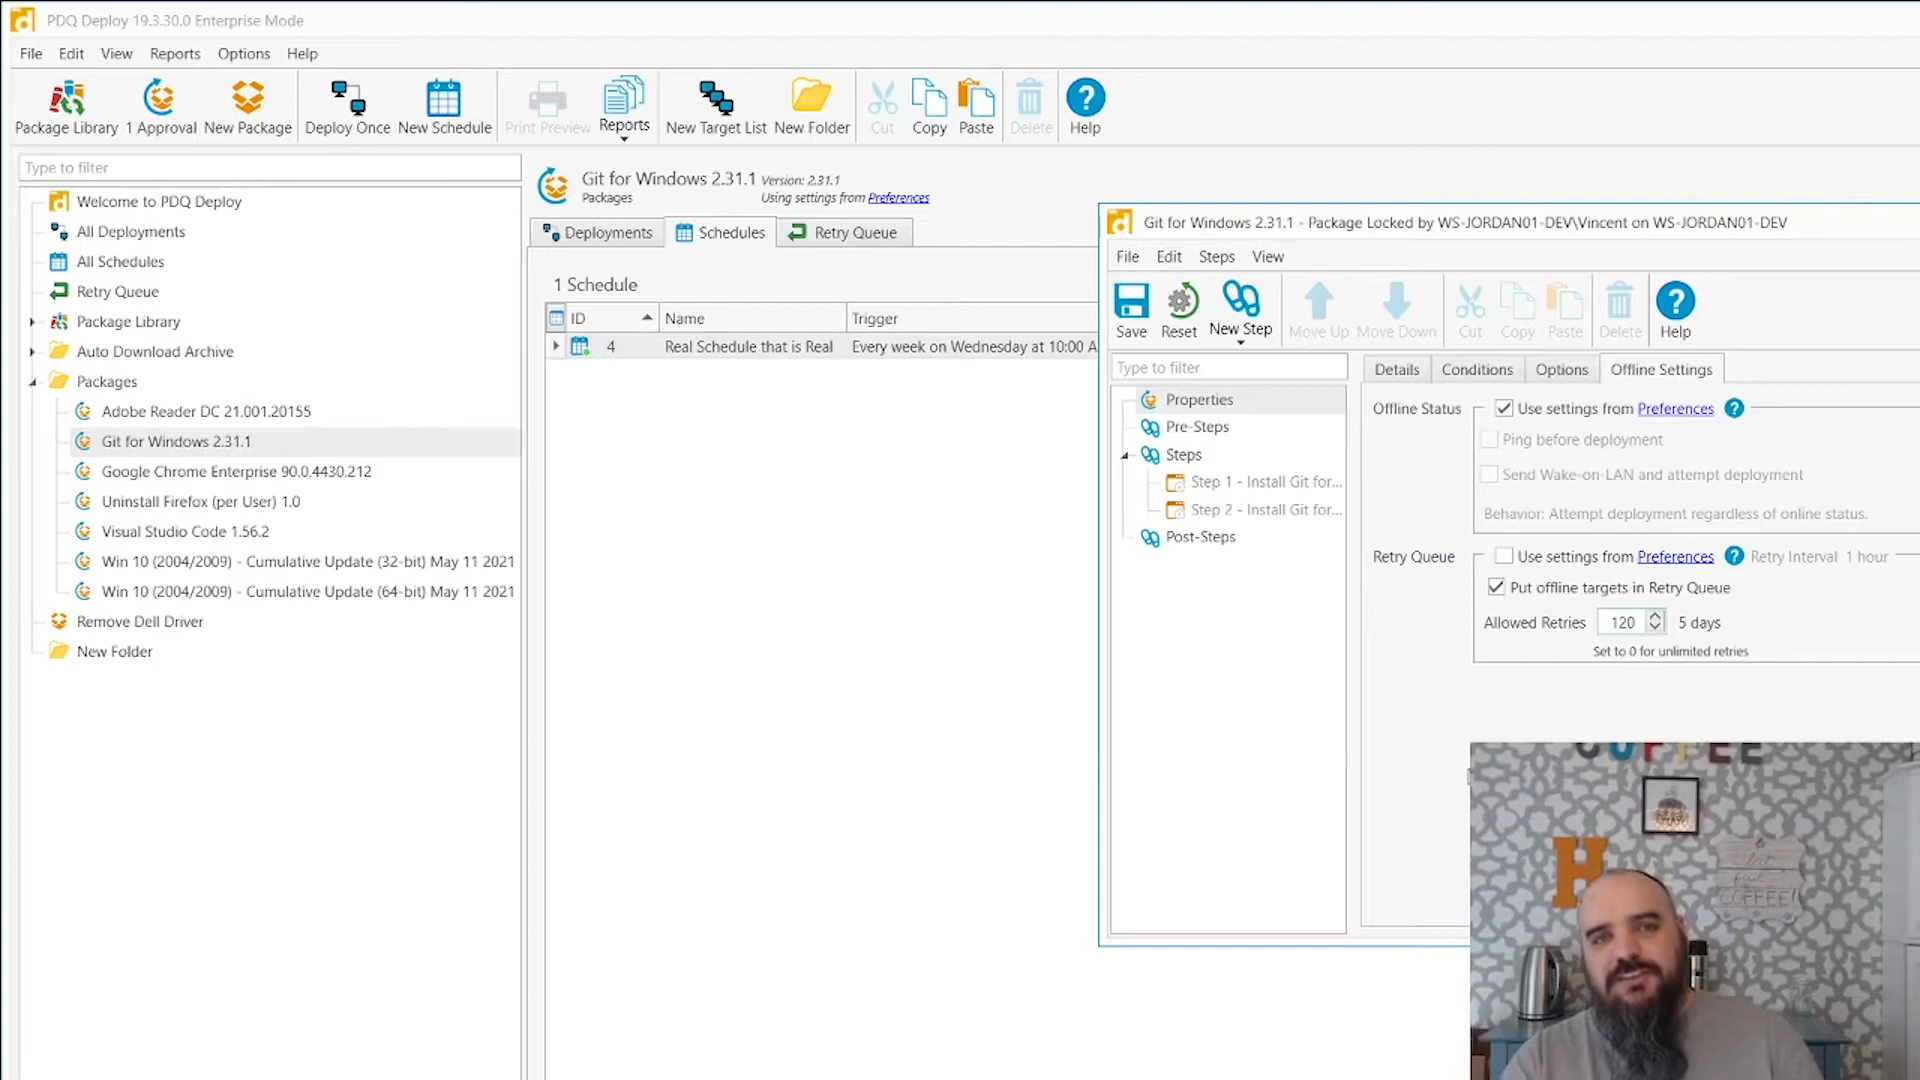 PDQ Deploy 19.3.30.0 Enterprise Mode
File Edit View Reports Options Help
Package Library 1 Approval New Package Deploy Once New Schedule Print Preview Reports New Target List New Folder Cut Copy Paste Delete Help
Type to filter
Welcome to PDQ Deploy
All Deployments
All Schedules
Retry Queue
Package Library
Auto Download Archive
Packages
Adobe Reader DC 21.001.20155
Git for Windows 2.31.1
Google Chrome Enterprise 90.0.4430.212
Uninstall Firefox (per User) 1.0
Visual Studio Code 1.56.2
Win 10 (2004/2009) - Cumulative Update (32-bit) May 11 2021
Win 10 (2004/2009) - Cumulative Update (64-bit) May 11 2021
Remove Dell Driver
New Folder
Git for Windows 2.31.1 Version: 2.31.1
Packages Using settings from Preferences
Deployments Schedules Retry Queue
1 Schedule
ID Name Trigger
4 Real Schedule that is Real Every week on Wednesday at 10:00 A
Git for Windows 2.31.1 - Package Locked by WS-JORDAN01-DEV\Vincent on WS-JORDAN01-DEV
File Edit Steps View
Save Reset New Step Move Up Move Down Cut Copy Paste Delete Help
Type to filter
Properties
Pre-Steps
Steps
Step 1 - Install Git for...
Step 2 - Install Git for...
Post-Steps
Details Conditions Options Offline Settings
Offline Status Use settings from Preferences ?
Ping before deployment
Send Wake-on-LAN and attempt deployment
Behavior: Attempt deployment regardless of online status.
Retry Queue Use settings from Preferences ? Retry Interval 1 hour
Put offline targets in Retry Queue
Allowed Retries 120 5 days
Set to 0 for unlimited retries
COFFEE
H
COFFEE!